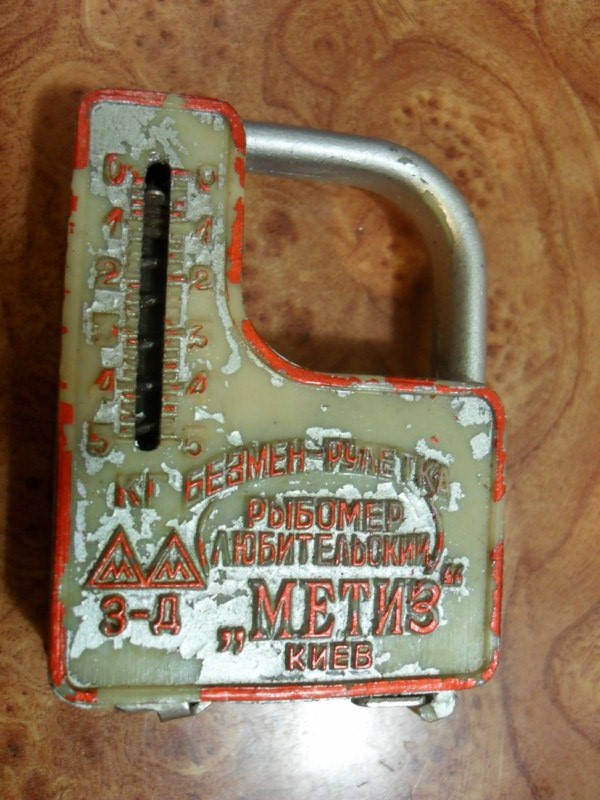 0 0
1 1
2 2
3 3
4 4
5 5
КГ
БЕЗМЕН-РУЛЕТКА
РЫБОМЕР
ЛЮБИТЕЛЬСКИЙ
З-Д
„МЕТИЗ“
КИЕВ